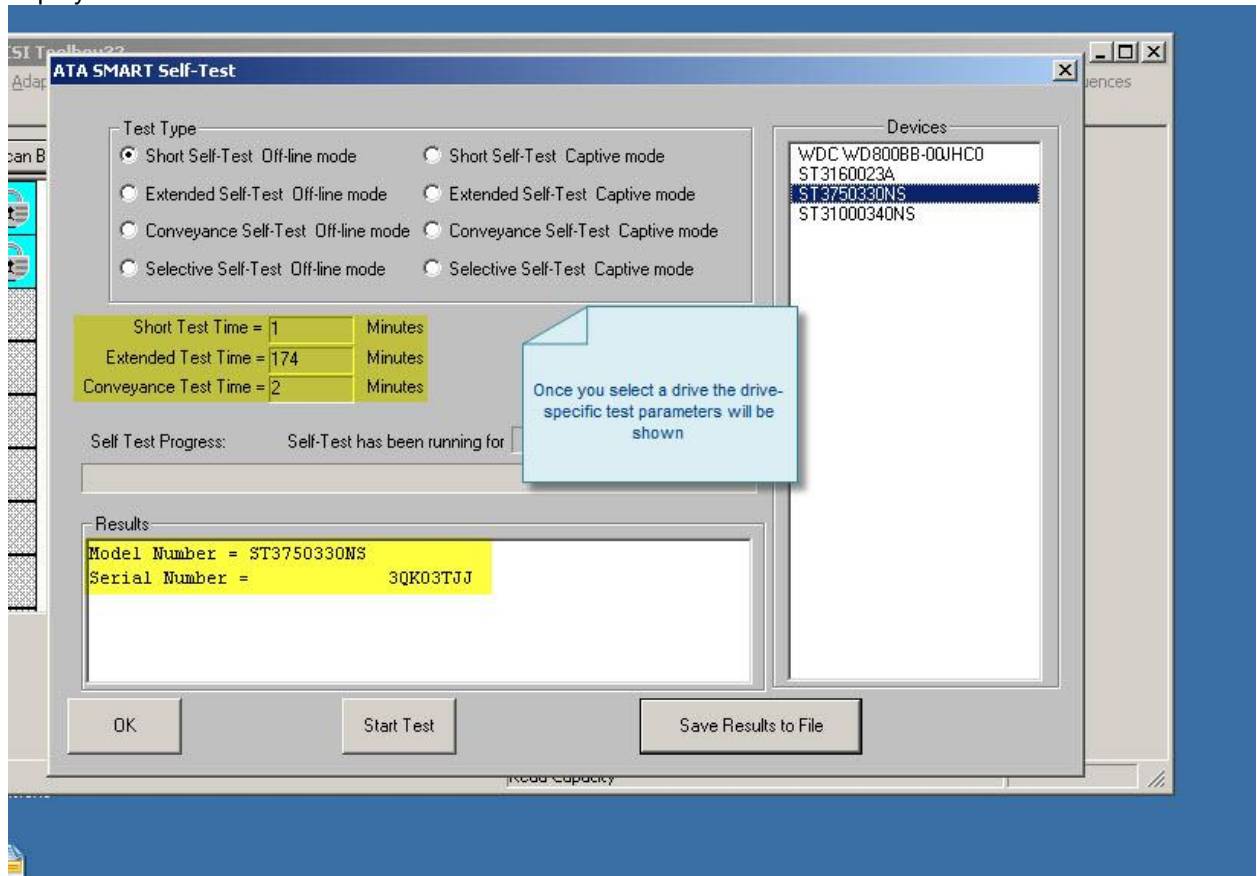 ATA SMART Self-Test
Adap
uences
can B
Test Type
Short Self-Test Off-line mode
Short Self-Test Captive mode
Extended Self-Test Off-line mode
Extended Self-Test Captive mode
Conveyance Self-Test Off-line mode
Conveyance Self-Test Captive mode
Selective Self-Test Off-line mode
Selective Self-Test Captive mode
Devices
WDC WD800BB-00JHC0
ST3160023A
ST3750330NS
ST31000340NS
Short Test Time = 1 Minutes
Extended Test Time = 174 Minutes
Conveyance Test Time = 2 Minutes
Once you select a drive the drive-
specific test parameters will be
shown
Self Test Progress: Self-Test has been running for
Results
Model Number = ST3750330NS
Serial Number = 3QK03TJJ
OK
Start Test
Save Results to File
Read Capacity